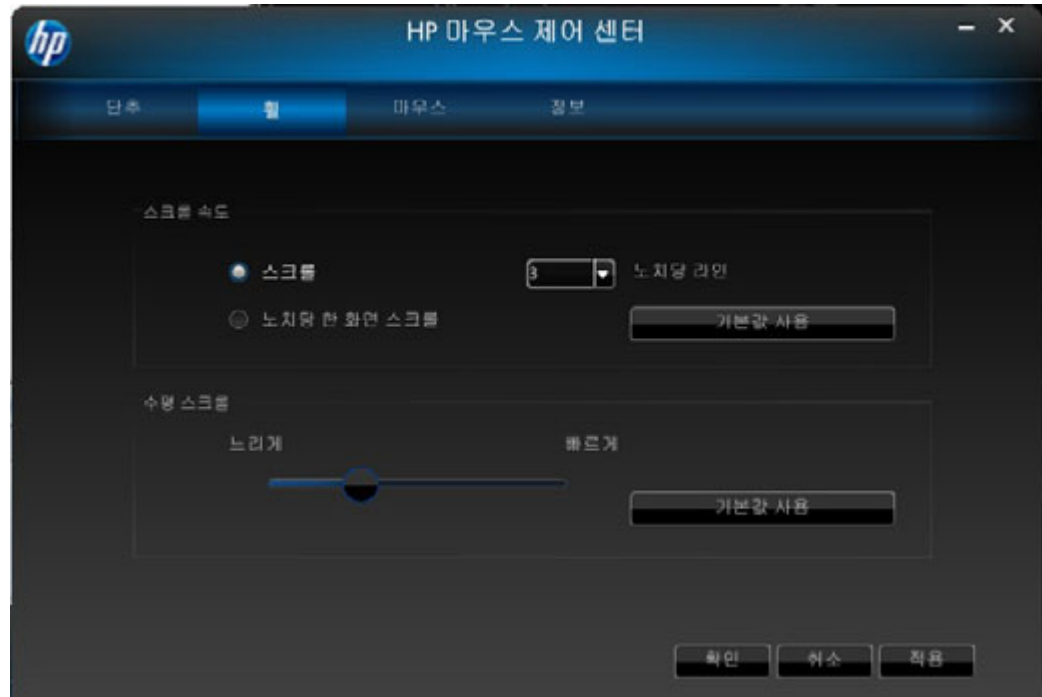 hp
HP 마우스 제어 센터
단추 휠 마우스 정보
스크롤 속도
스크롤 3 노치당 라인
노치당 한 화면 스크롤 기본값 사용
수평 스크롤
느리게 빠르게
기본값 사용
확인 취소 적용